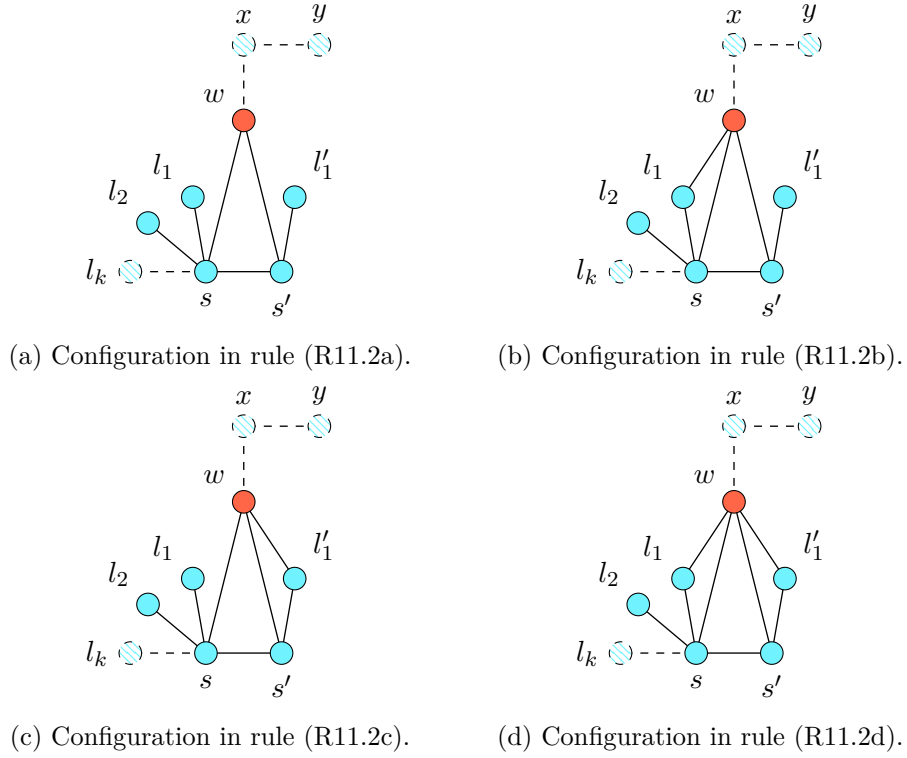 x y x y
w w
l₁ l′₁ l₁ l′₁
l₂ l₂
lₖ lₖ
s s′ s s′
(a) Configuration in rule (R11.2a). (b) Configuration in rule (R11.2b).
x y x y
w w
l₁ l′₁ l₁ l′₁
l₂ l₂
lₖ lₖ
s s′ s s′
(c) Configuration in rule (R11.2c). (d) Configuration in rule (R11.2d).